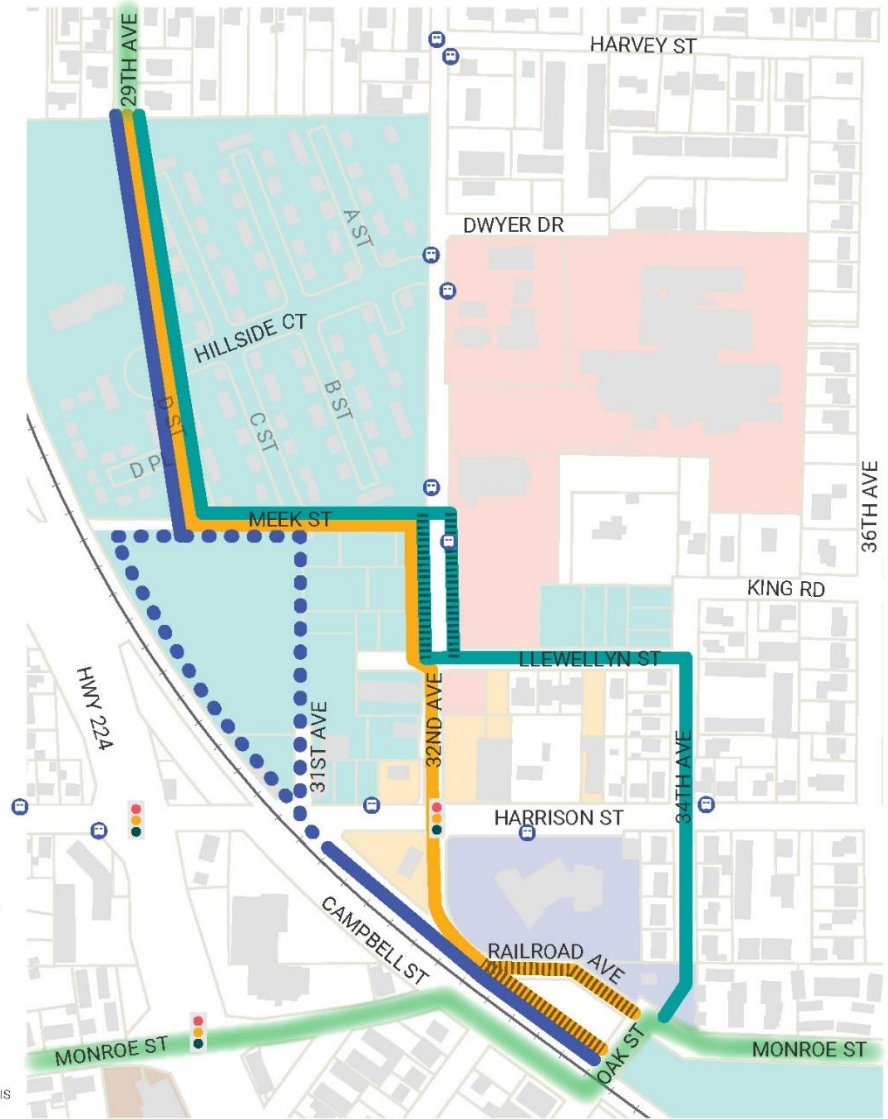 29TH AVE
HARVEY ST
A ST
DWYER DR
HILLSIDE CT
B ST
C ST
D ST
D PL
MEEK ST
36TH AVE
KING RD
LLEWELLYN ST
HWY 224
31ST AVE
32ND AVE
34TH AVE
HARRISON ST
CAMPBELL ST
RAILROAD AVE
OAK ST
MONROE ST
MONROE ST
IS